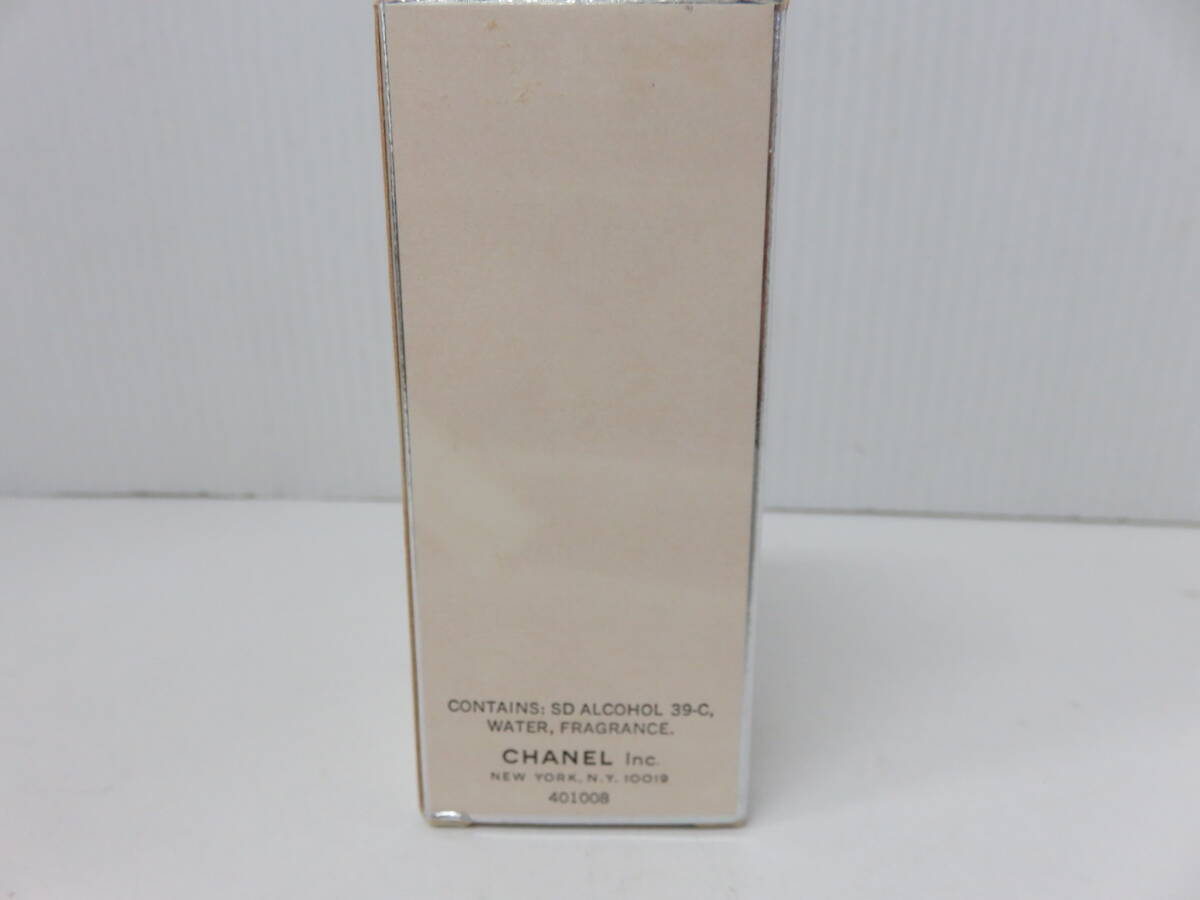 CONTAINS: SD ALCOHOL 39-C,
WATER, FRAGRANCE.
CHANEL Inc.
NEW YORK, N.Y. 10019
401008